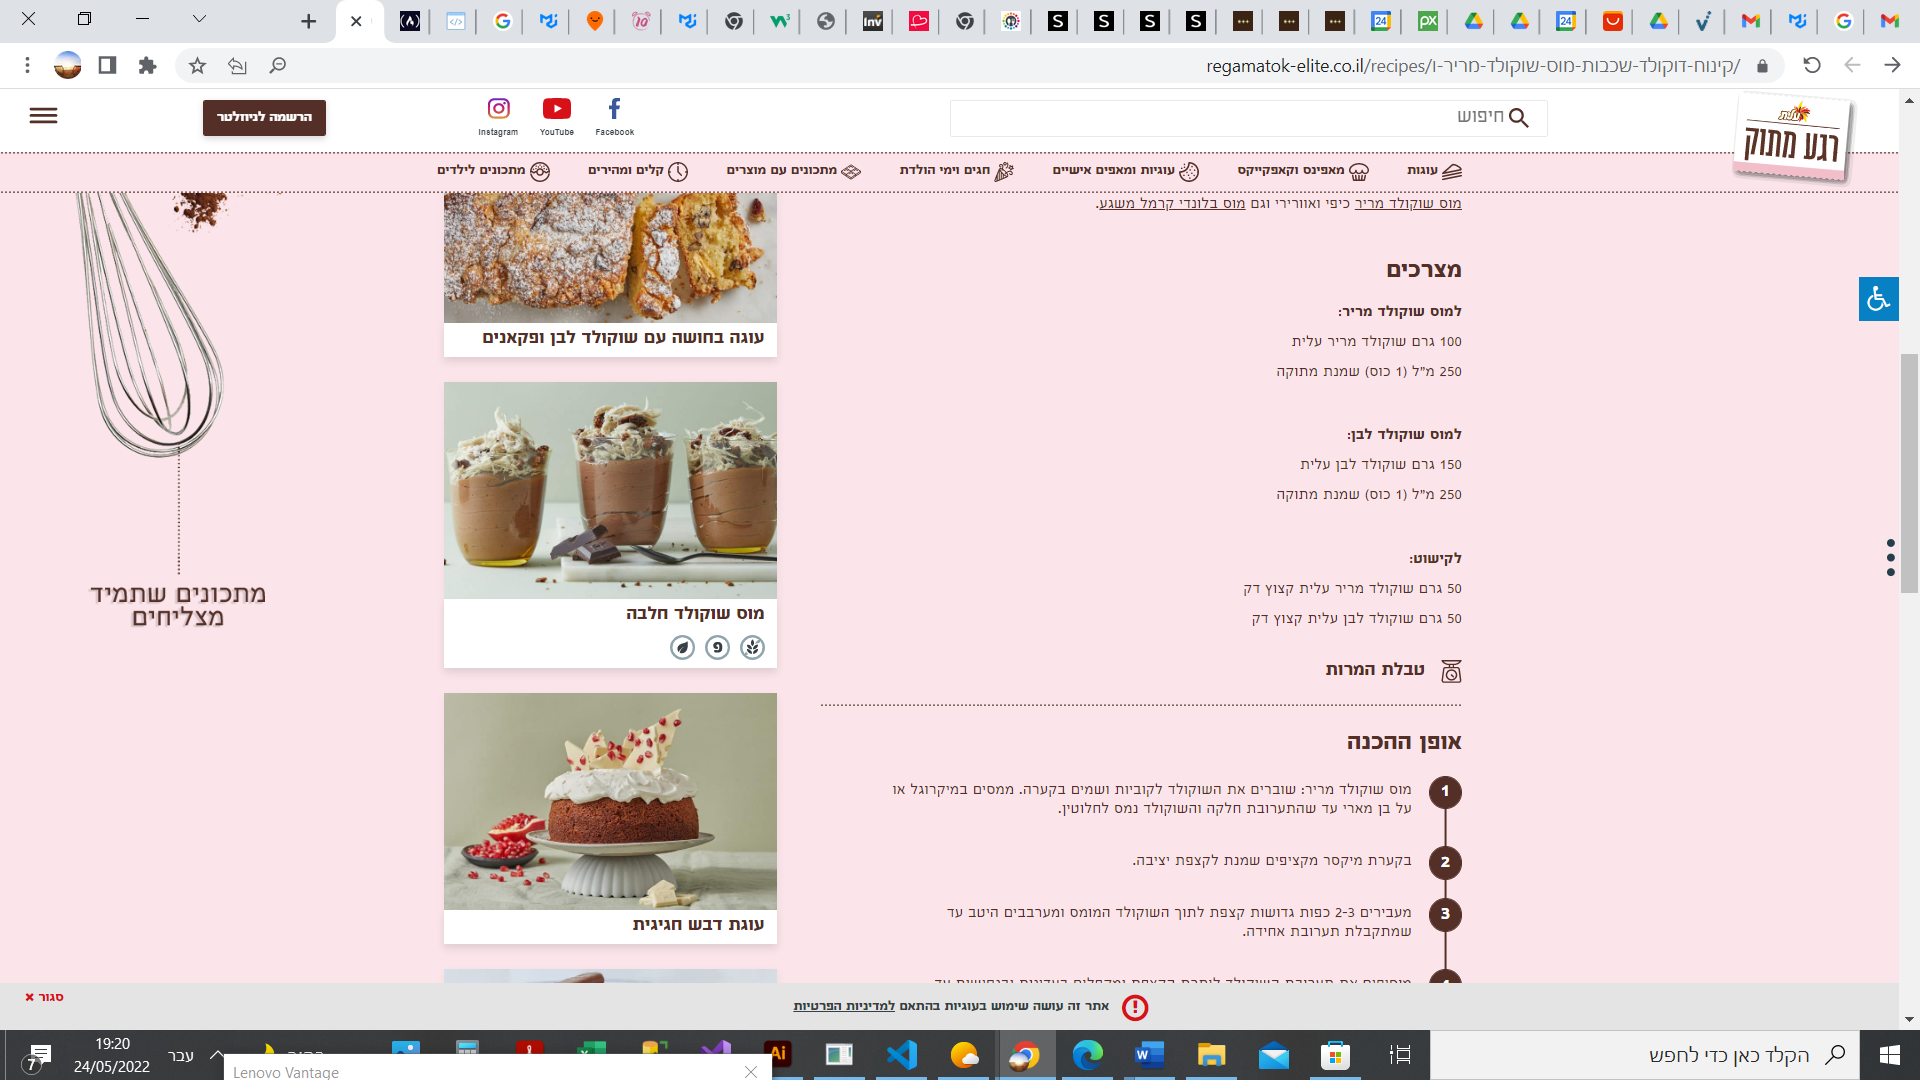 regamatok-elite.co.il/recipes/קינוח-דוקולד-שכבות-מוס-שוקולד-מריר-ו/
עלית
רגע מתוק
חיפוש
Facebook
YouTube
Instagram
הרשמה לניוזלטר
עוגות
מאפינס וקאפקייקס
עוגיות ומאפים אישיים
חגים וימי הולדת
מתכונים עם מוצרים
קלים ומהירים
מתכונים לילדים
מוס שוקולד מריר כיפי ואוורירי וגם מוס בלונדי קרמל משגע.
מצרכים
למוס שוקולד מריר:
100 גרם שוקולד מריר עלית
250 מ"ל (1 כוס) שמנת מתוקה
למוס שוקולד לבן:
150 גרם שוקולד לבן עלית
250 מ"ל (1 כוס) שמנת מתוקה
לקישוט:
50 גרם שוקולד מריר עלית קצוץ דק
50 גרם שוקולד לבן עלית קצוץ דק
טבלת המרות
אופן ההכנה
1
מוס שוקולד מריר: שוברים את השוקולד לקוביות ושמים בקערה. ממסים במיקרוגל או
על בן מארי עד שהתערובת חלקה והשוקולד נמס לחלוטין.
2
בקערת מיקסר מקציפים שמנת לקצפת יציבה.
3
מעבירים 2-3 כפות גדושות קצפת לתוך השוקולד המומס ומערבבים היטב עד
שמתקבלת תערובת אחידה.
עוגה בחושה עם שוקולד לבן ופקאנים
מוס שוקולד חלבה
עוגת דבש חגיגית
מתכונים שתמיד
מצליחים
אתר זה עושה שימוש בעוגיות בהתאם למדיניות הפרטיות
סגור ×
הקלד כאן כדי לחפש
עבר
19:20
24/05/2022
7
Lenovo Vantage